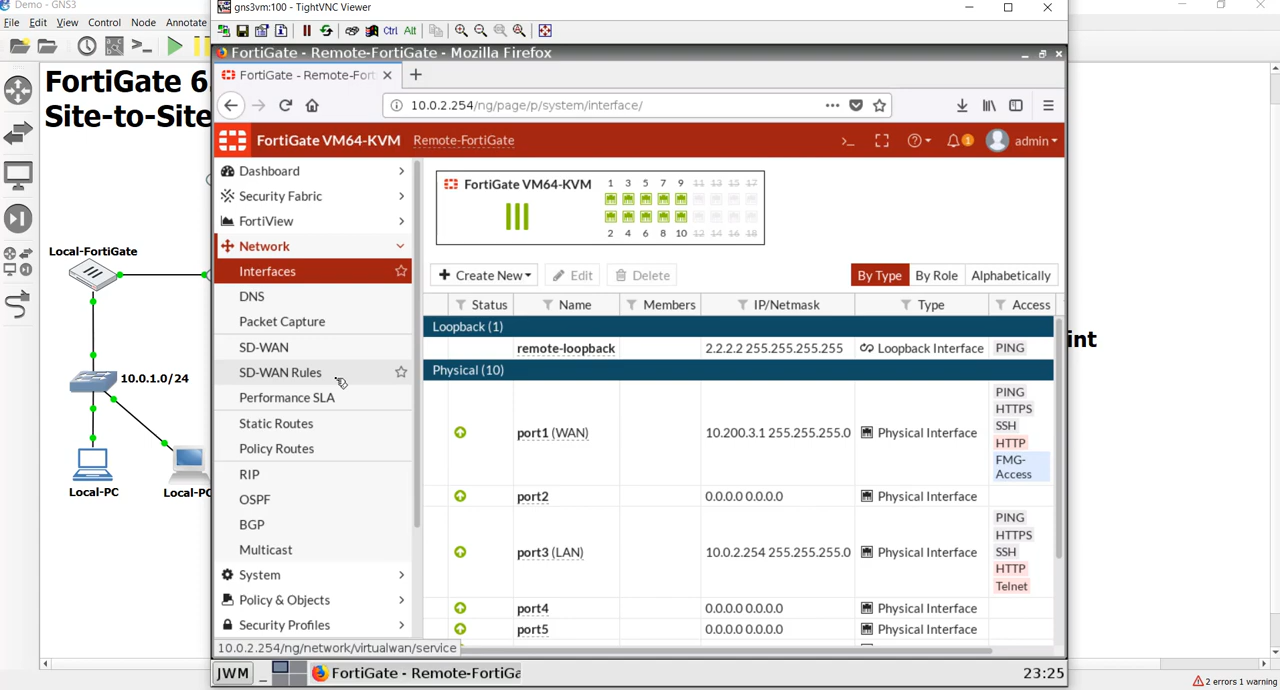 Demo - GNS3
File Edit View Control Node Annotate
FortiGate 6.
Site-to-Site
Local-FortiGate
10.0.1.0/24
Local-PC
Local-PC
int
2 errors 1 warning
gns3vm:100 - TightVNC Viewer
Ctrl Alt
FortiGate - Remote-FortiGate - Mozilla Firefox
FortiGate - Remote-Fort
10.0.2.254/ng/page/p/system/interface/
FortiGate VM64-KVM Remote-FortiGate
>_
1
admin
Dashboard
Security Fabric
FortiView
Network
Interfaces
DNS
Packet Capture
SD-WAN
SD-WAN Rules
Performance SLA
Static Routes
Policy Routes
RIP
OSPF
BGP
Multicast
System
Policy & Objects
Security Profiles
10.0.2.254/ng/network/virtualwan/service
FortiGate VM64-KVM
1 3 5 7 9 11 13 15 17
2 4 6 8 10 12 14 16 18
+ Create New Edit Delete
By Type By Role Alphabetically
Status Name Members IP/Netmask Type Access
Loopback (1)
remote-loopback 2.2.2.2 255.255.255.255 Loopback Interface PING
Physical (10)
port1 (WAN) 10.200.3.1 255.255.255.0 Physical Interface
PING
HTTPS
SSH
HTTP
FMG-
Access
port2 0.0.0.0 0.0.0.0 Physical Interface
port3 (LAN) 10.0.2.254 255.255.255.0 Physical Interface
PING
HTTPS
SSH
HTTP
Telnet
port4 0.0.0.0 0.0.0.0 Physical Interface
port5 0.0.0.0 0.0.0.0 Physical Interface
JWM _ FortiGate - Remote-FortiGa 23:25